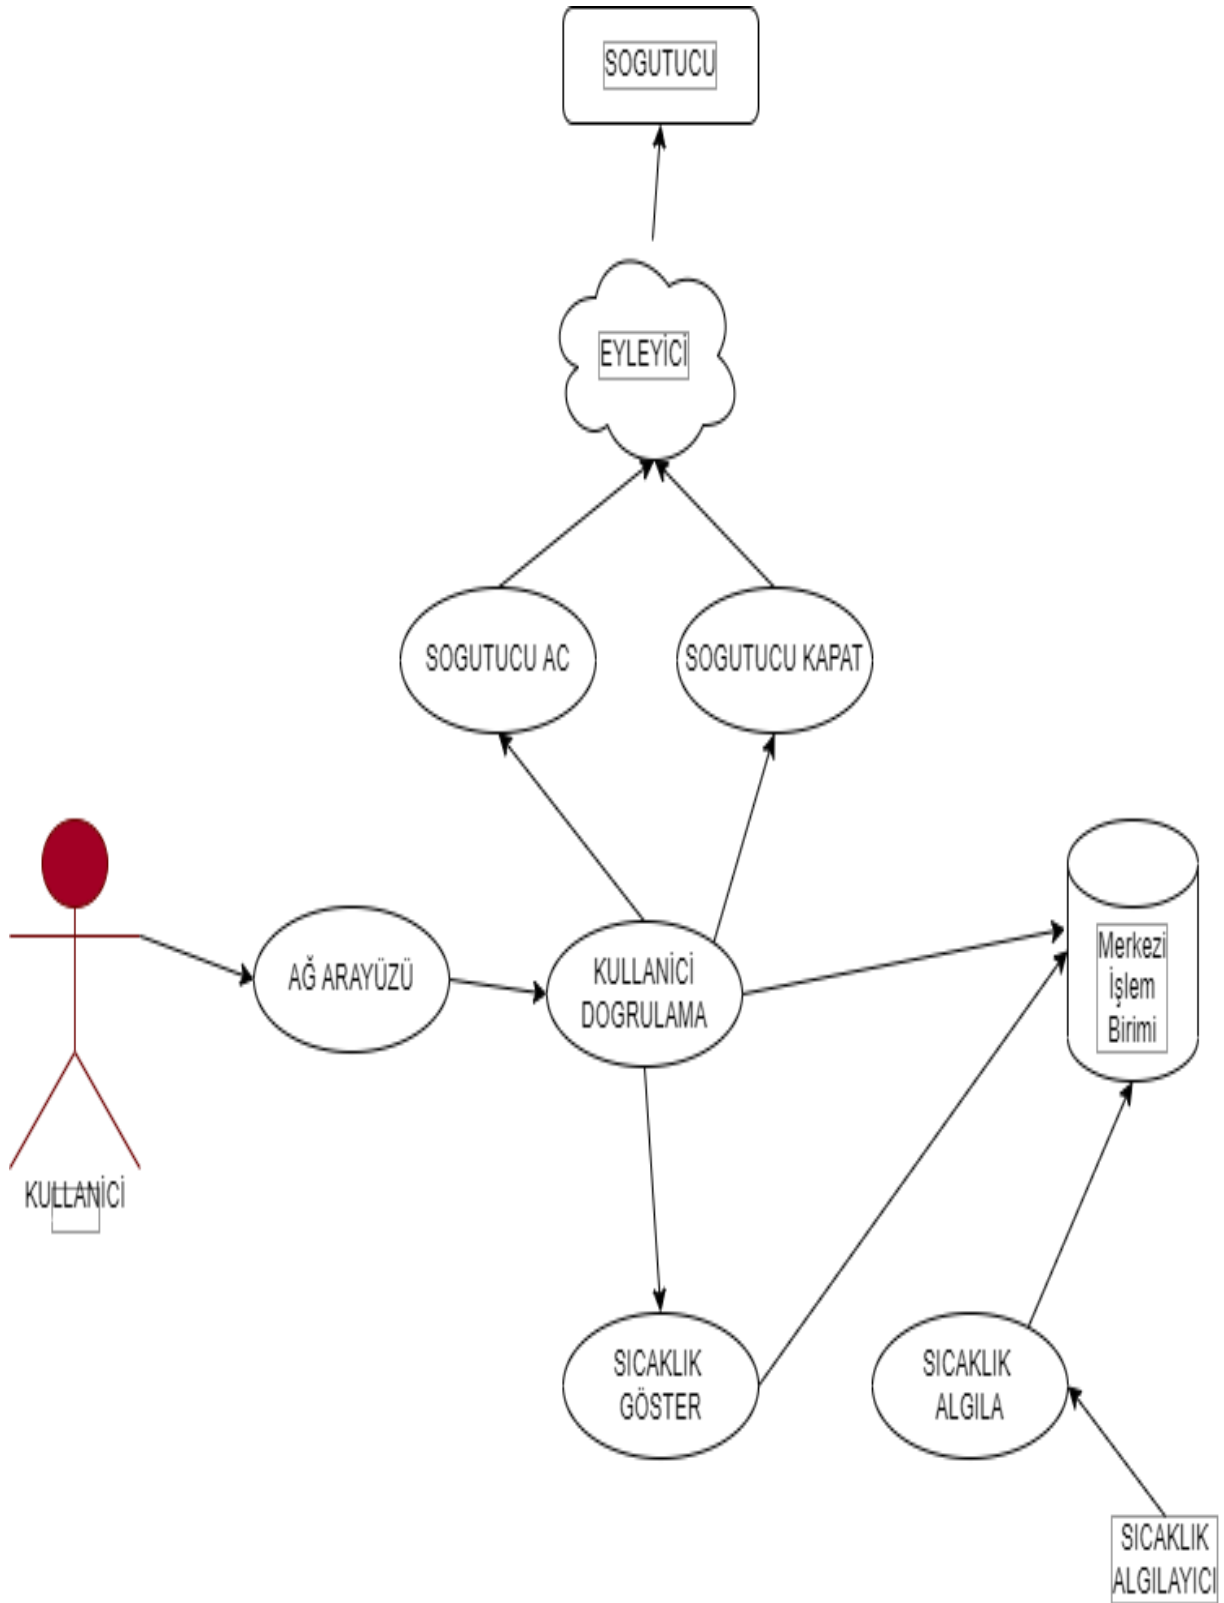 SOGUTUCU
EYLEYİCİ
SOGUTUCU AC
SOGUTUCU KAPAT
AĞ ARAYÜZÜ
KULLANİCİ
DOGRULAMA
Merkezi
İşlem
Birimi
KULLANİCİ
SICAKLIK
GÖSTER
SICAKLIK
ALGILA
SICAKLIK
ALGILAYICI